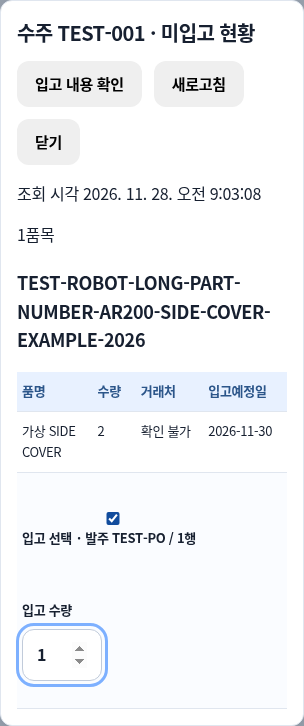 수주 TEST-001 · 미입고 현황
입고 내용 확인
새로고침
닫기
조회 시각 2026. 11. 28. 오전 9:03:08
1품목
TEST-ROBOT-LONG-PART-
NUMBER-AR200-SIDE-COVER-
EXAMPLE-2026
품명 수량 거래처 입고예정일
가상 SIDE 2 확인 불가 2026-11-30
COVER
입고 선택 · 발주 TEST-PO / 1행
입고 수량
1